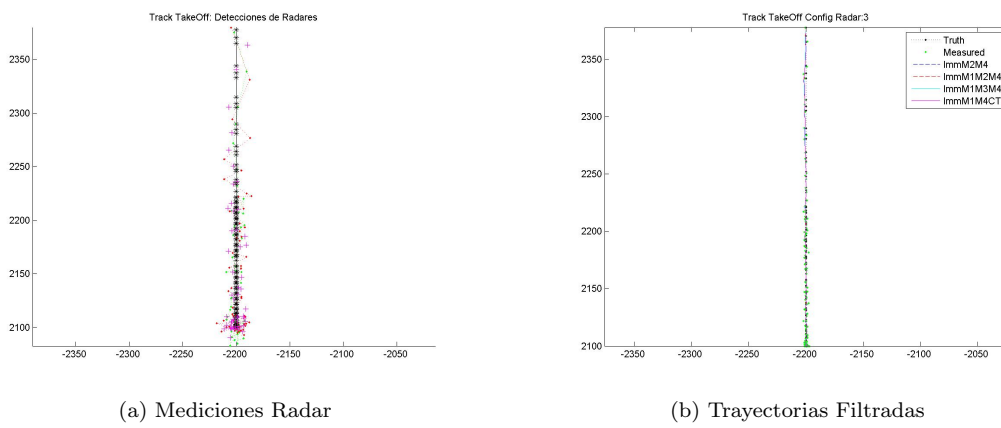 Track TakeOff: Detecciones de Radares
2350
2300
2250
2200
2150
2100
-2350 -2300 -2250 -2200 -2150 -2100 -2050
(a) Mediciones Radar
Track TakeOff Config Radar:3
Truth
Measured
ImmM2M4
ImmM1M2M4
ImmM1M3M4
ImmM1M4CT
2350
2300
2250
2200
2150
2100
-2350 -2300 -2250 -2200 -2150 -2100 -2050
(b) Trayectorias Filtradas